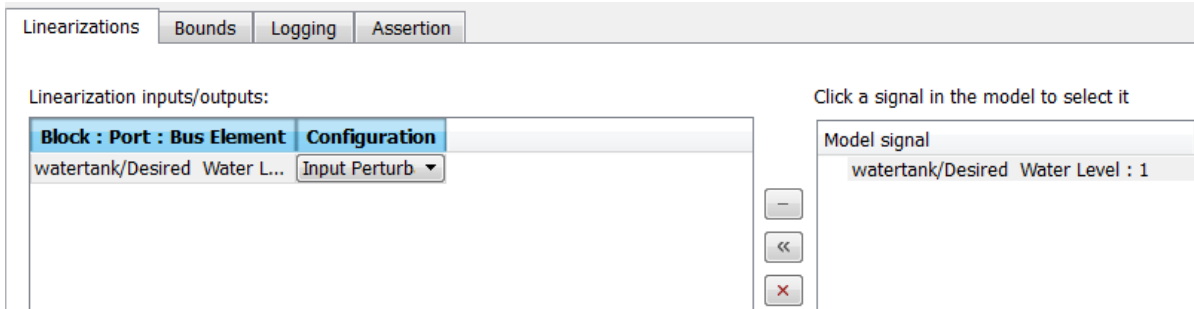 Linearizations Bounds Logging Assertion
Linearization inputs/outputs: Click a signal in the model to select it
Block : Port : Bus Element Configuration Model signal
watertank/Desired Water L... Input Perturb watertank/Desired Water Level : 1